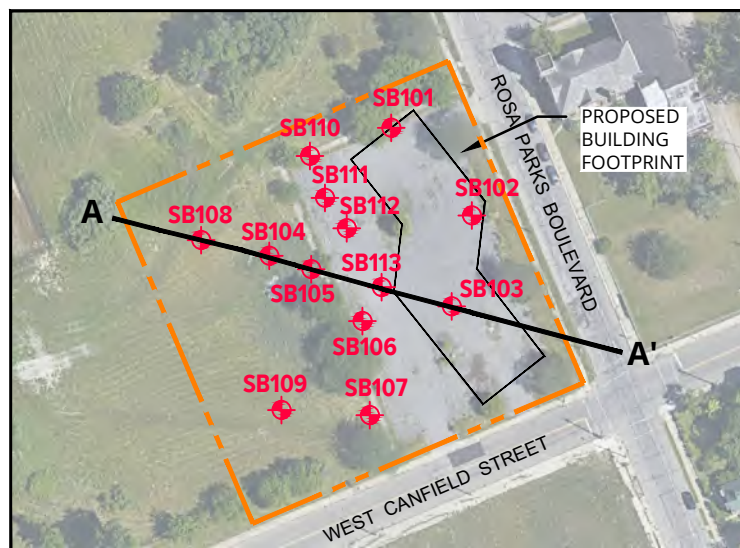 SB101
SB110
PROPOSED
BUILDING
FOOTPRINT
ROSA PARKS BOULEVARD
SB111
SB102
SB112
A
SB108
SB104
SB113
SB105
SB103
SB106
A'
SB109
SB107
WEST CANFIELD STREET